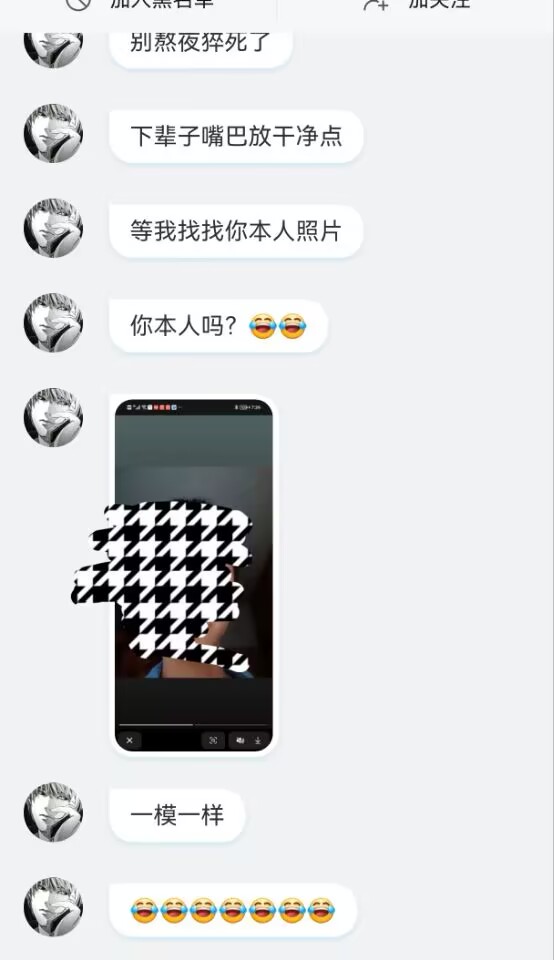 加入黑名单
加关注
别熬夜猝死了
下辈子嘴巴放干净点
等我找找你本人照片
你本人吗？😂😂
一模一样
😂😂😂😂😂😂😂